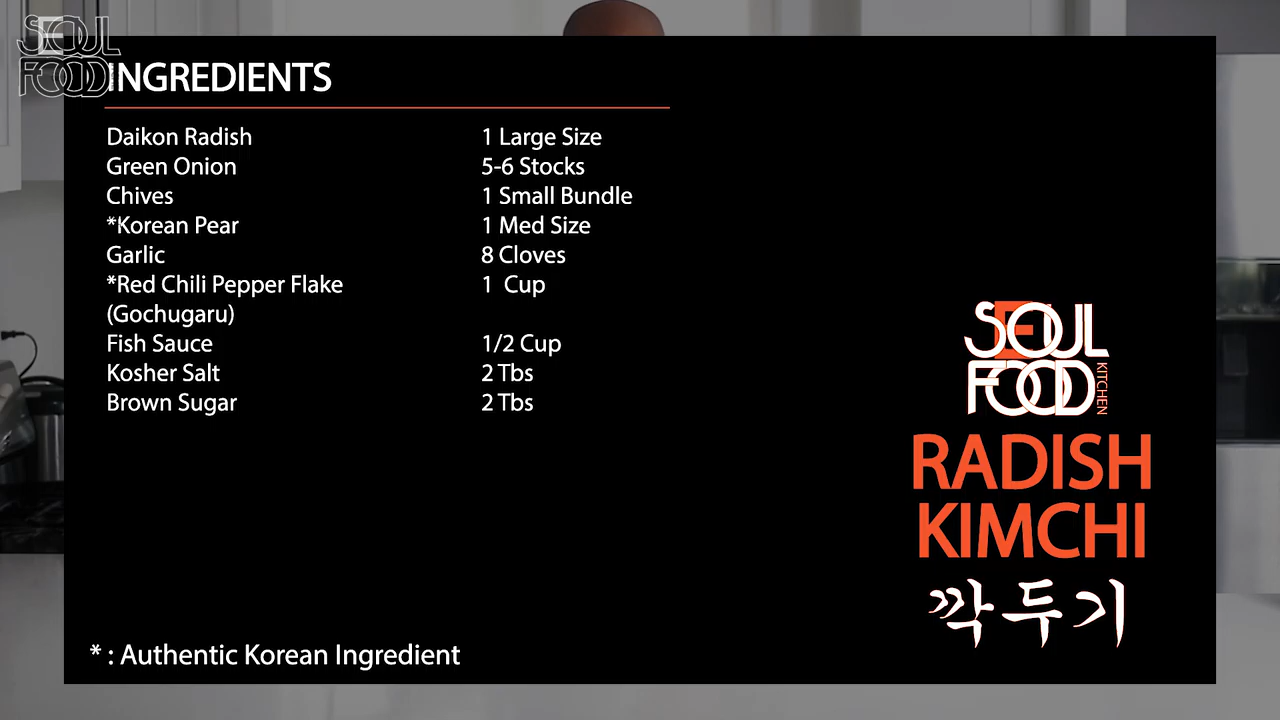 SEOUL
FOOD
INGREDIENTS
Daikon Radish 1 Large Size
Green Onion 5-6 Stocks
Chives 1 Small Bundle
*Korean Pear 1 Med Size
Garlic 8 Cloves
*Red Chili Pepper Flake 1 Cup
(Gochugaru)
Fish Sauce 1/2 Cup
Kosher Salt 2 Tbs
Brown Sugar 2 Tbs
SEOUL
FOOD
KITCHEN
RADISH
KIMCHI
깍두기
* : Authentic Korean Ingredient